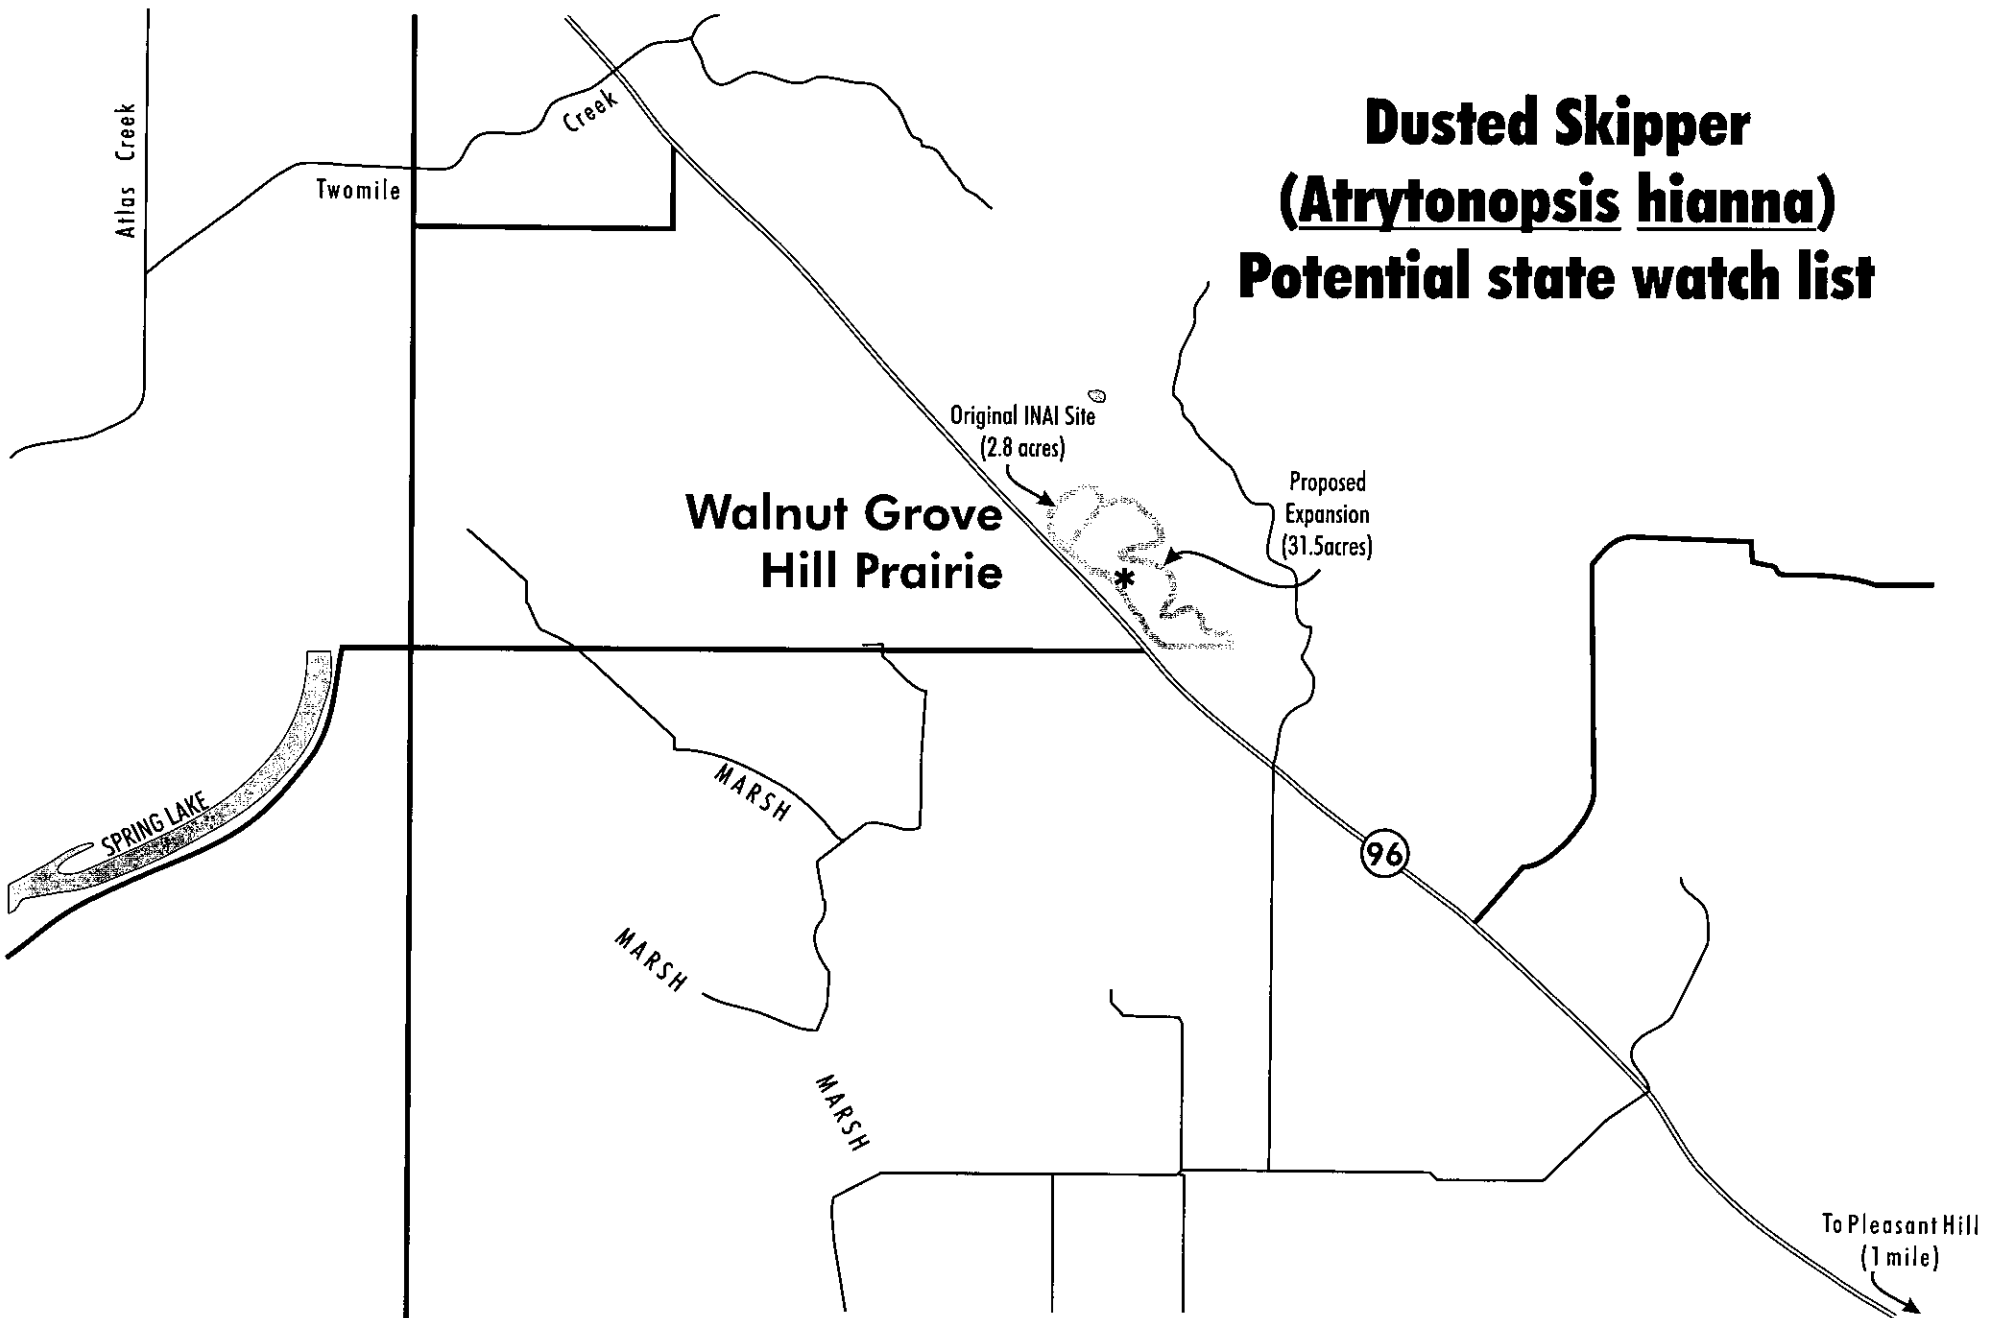 Dusted Skipper
(Atrytonopsis hianna)
Potential state watch list
Atlas Creek
Twomile
Creek
Original INAI Site
(2.8 acres)
Proposed
Expansion
(31.5acres)
Walnut Grove
Hill Prairie
*
SPRING LAKE
MARSH
96
MARSH
MARSH
To Pleasant Hill
(1 mile)